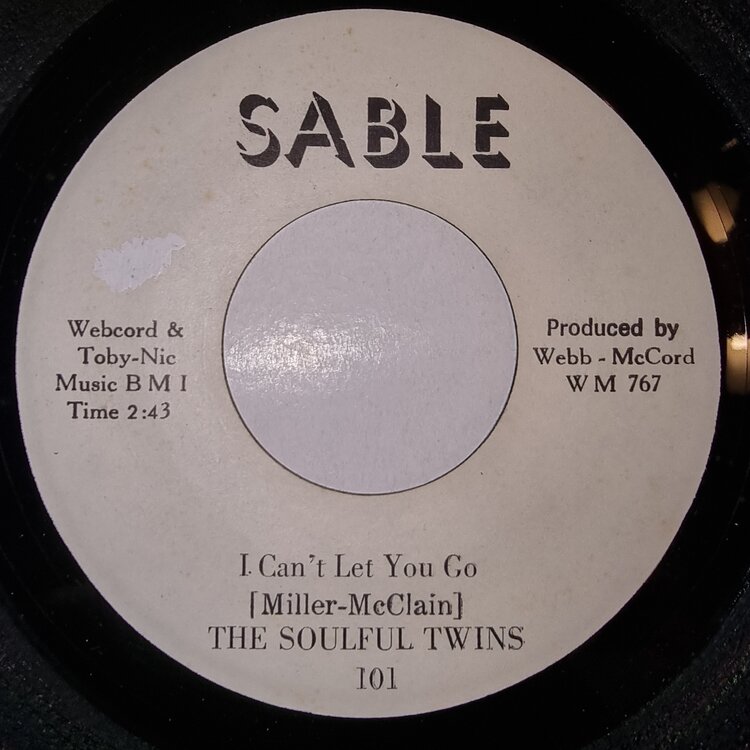 SABLE
Webcord &
Toby-Nic
Music B M I
Time 2:43
Produced by
Webb - McCord
W M 767
I Can't Let You Go
[Miller-McClain]
THE SOULFUL TWINS
101